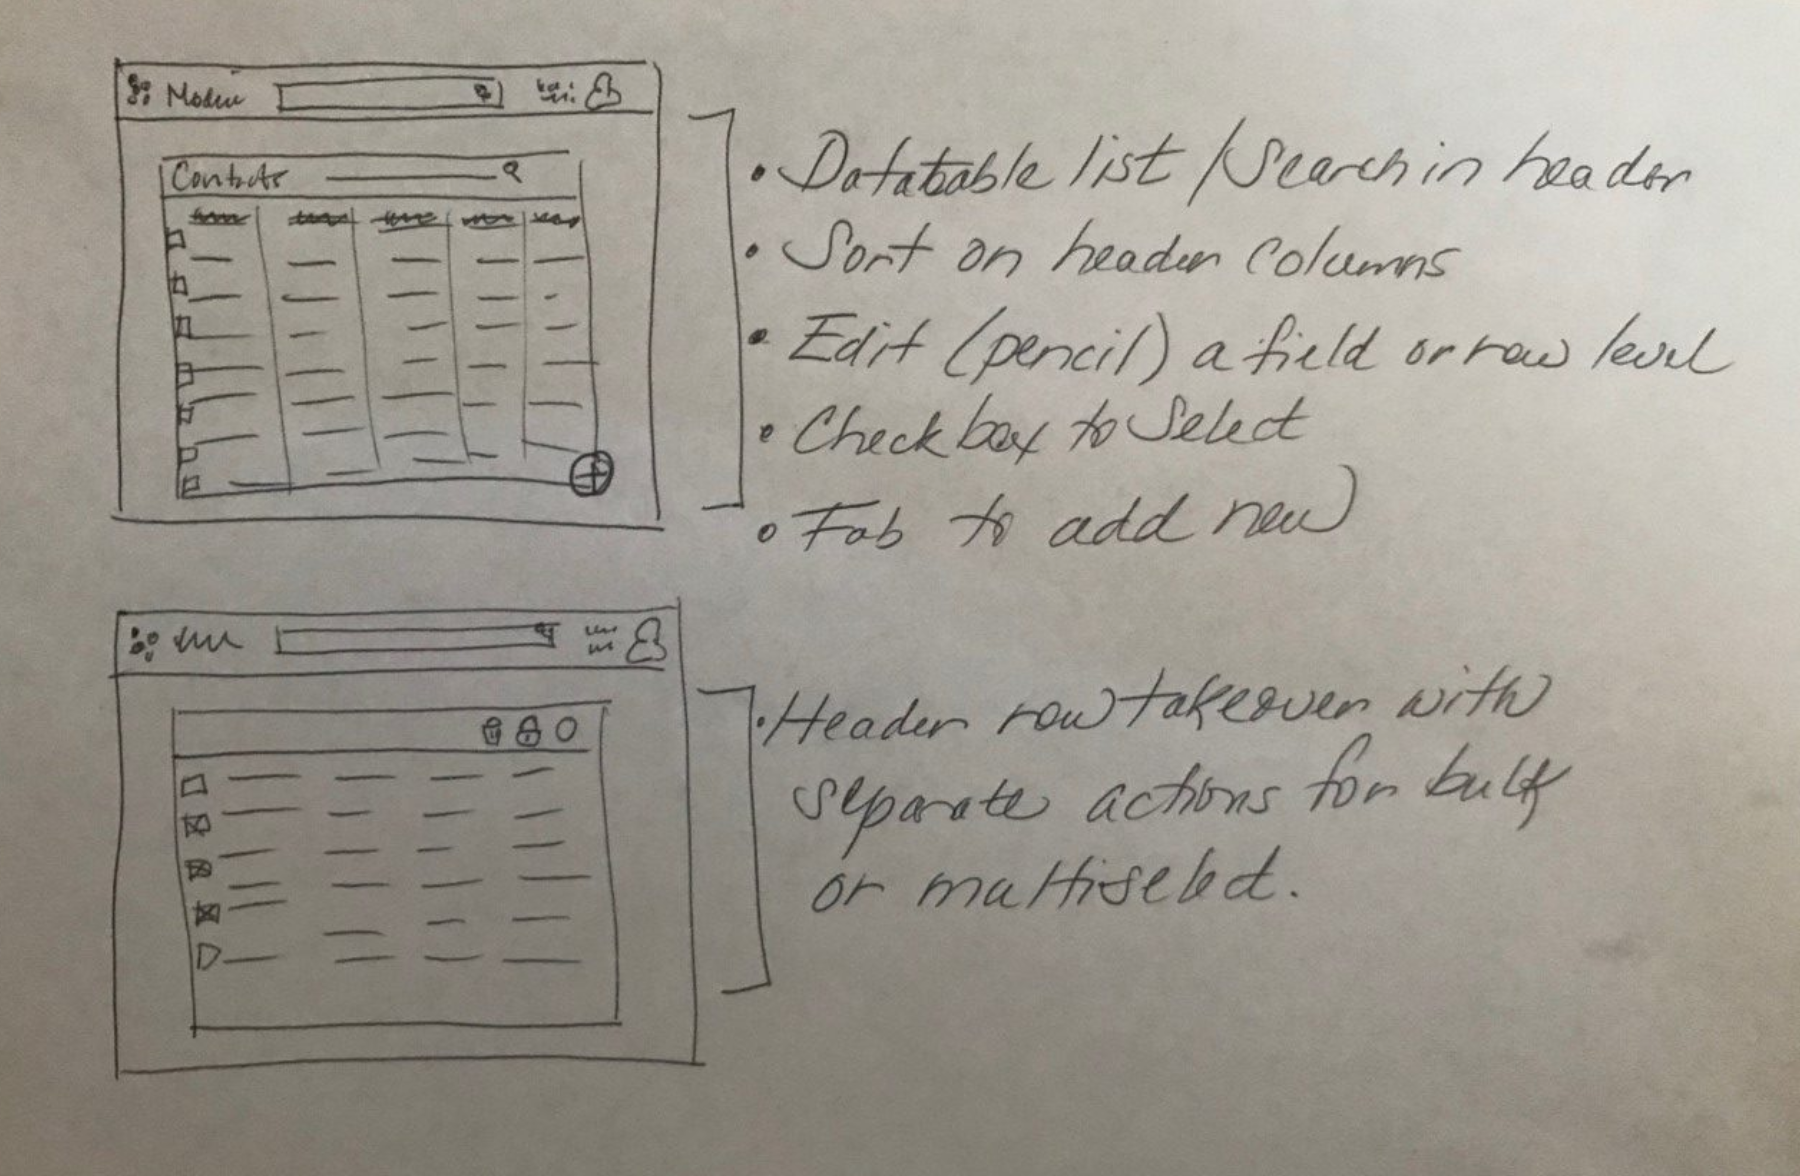 Contacts
• Datatable list / Search in header
• Sort on header columns
• Edit (pencil) a field or row level
• Checkbox to Select
• Fab to add new
• Header row takeover with
separate actions for bulk
or multiselect.